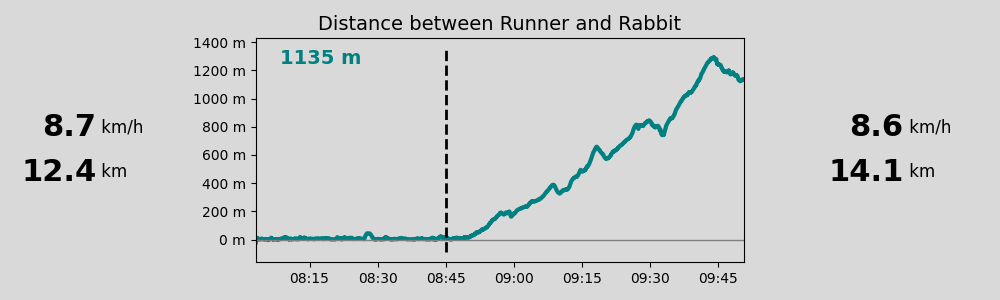 Distance between Runner and Rabbit
1400 m
1200 m
1000 m
800 m
600 m
400 m
200 m
0 m
1135 m
08:15 08:30 08:45 09:00 09:15 09:30 09:45
8.7 km/h
12.4 km
8.6 km/h
14.1 km